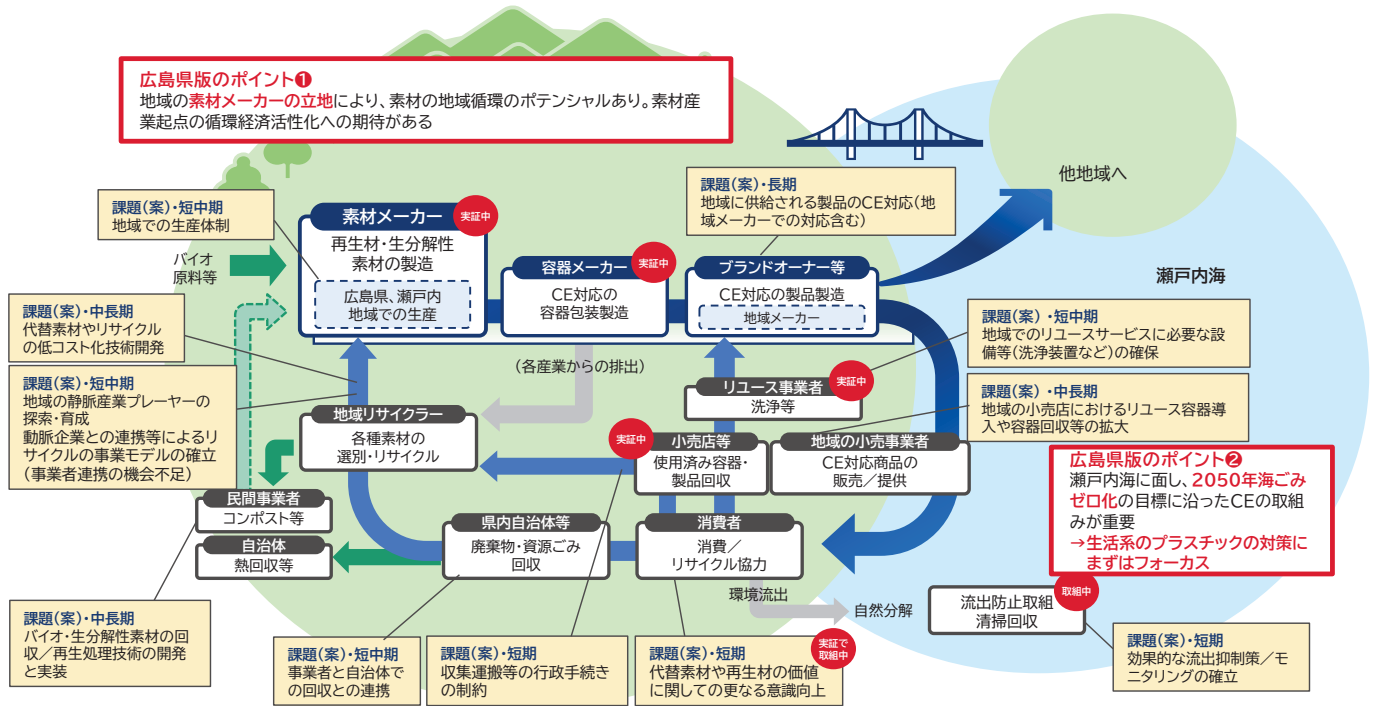 広島県版のポイント❶
地域の素材メーカーの立地により、素材の地域循環のポテンシャルあり。素材産
業起点の循環経済活性化への期待がある
他地域へ
瀬戸内海
課題(案)・長期
地域に供給される製品のCE対応(地
域メーカーでの対応含む)
課題(案)・短中期
地域での生産体制
バイオ
原料等
素材メーカー
実証中
再生材・生分解性
素材の製造
広島県、瀬戸内
地域での生産
容器メーカー
実証中
CE対応の
容器包装製造
ブランドオーナー等
CE対応の製品製造
地域メーカー
課題(案)・中長期
代替素材やリサイクル
の低コスト化技術開発
課題(案)・短中期
地域の静脈産業プレーヤーの
探索・育成
動脈企業との連携等によるリ
サイクルの事業モデルの確立
(事業者連携の機会不足)
(各産業からの排出)
課題(案)・短中期
地域でのリユースサービスに必要な設
備等(洗浄装置など)の確保
リユース事業者
実証中
洗浄等
課題(案)・中長期
地域の小売店におけるリユース容器導
入や容器回収等の拡大
地域リサイクラー
各種素材の
選別・リサイクル
実証中
小売店等
使用済み容器・
製品回収
地域の小売事業者
CE対応商品の
販売/提供
広島県版のポイント❷
瀬戸内海に面し、2050年海ごみ
ゼロ化の目標に沿ったCEの取組
みが重要
→生活系のプラスチックの対策に
まずはフォーカス
民間事業者
コンポスト等
自治体
熱回収等
県内自治体等
廃棄物・資源ごみ
回収
消費者
消費/
リサイクル協力
環境流出
自然分解
取組中
流出防止取組
清掃回収
課題(案)・中長期
バイオ・生分解性素材の回
収/再生処理技術の開発
と実装
課題(案)・短中期
事業者と自治体で
の回収との連携
課題(案)・短期
収集運搬等の行政手続き
の制約
課題(案)・短期
代替素材や再生材の価値
に関しての更なる意識向上
実証で
取組中
課題(案)・短期
効果的な流出抑制策/モ
ニタリングの確立